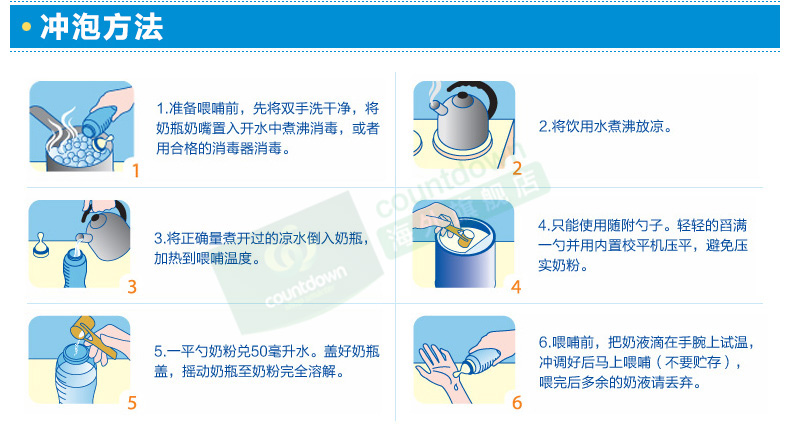 冲泡方法
1.准备喂哺前，先将双手洗干净，将
奶瓶奶嘴置入开水中煮沸消毒，或者
用合格的消毒器消毒。
1
2.将饮用水煮沸放凉。
2
3.将正确量煮开过的凉水倒入奶瓶，
加热到喂哺温度。
3
4.只能使用随附勺子。轻轻的舀满
一勺并用内置校平机压平，避免压
实奶粉。
4
5.一平勺奶粉兑50毫升水。盖好奶瓶
盖，摇动奶瓶至奶粉完全溶解。
5
6.喂哺前，把奶液滴在手腕上试温，
冲调好后马上喂哺（不要贮存），
喂完后多余的奶液请丢弃。
6
countdown
countdown
海外旗舰店